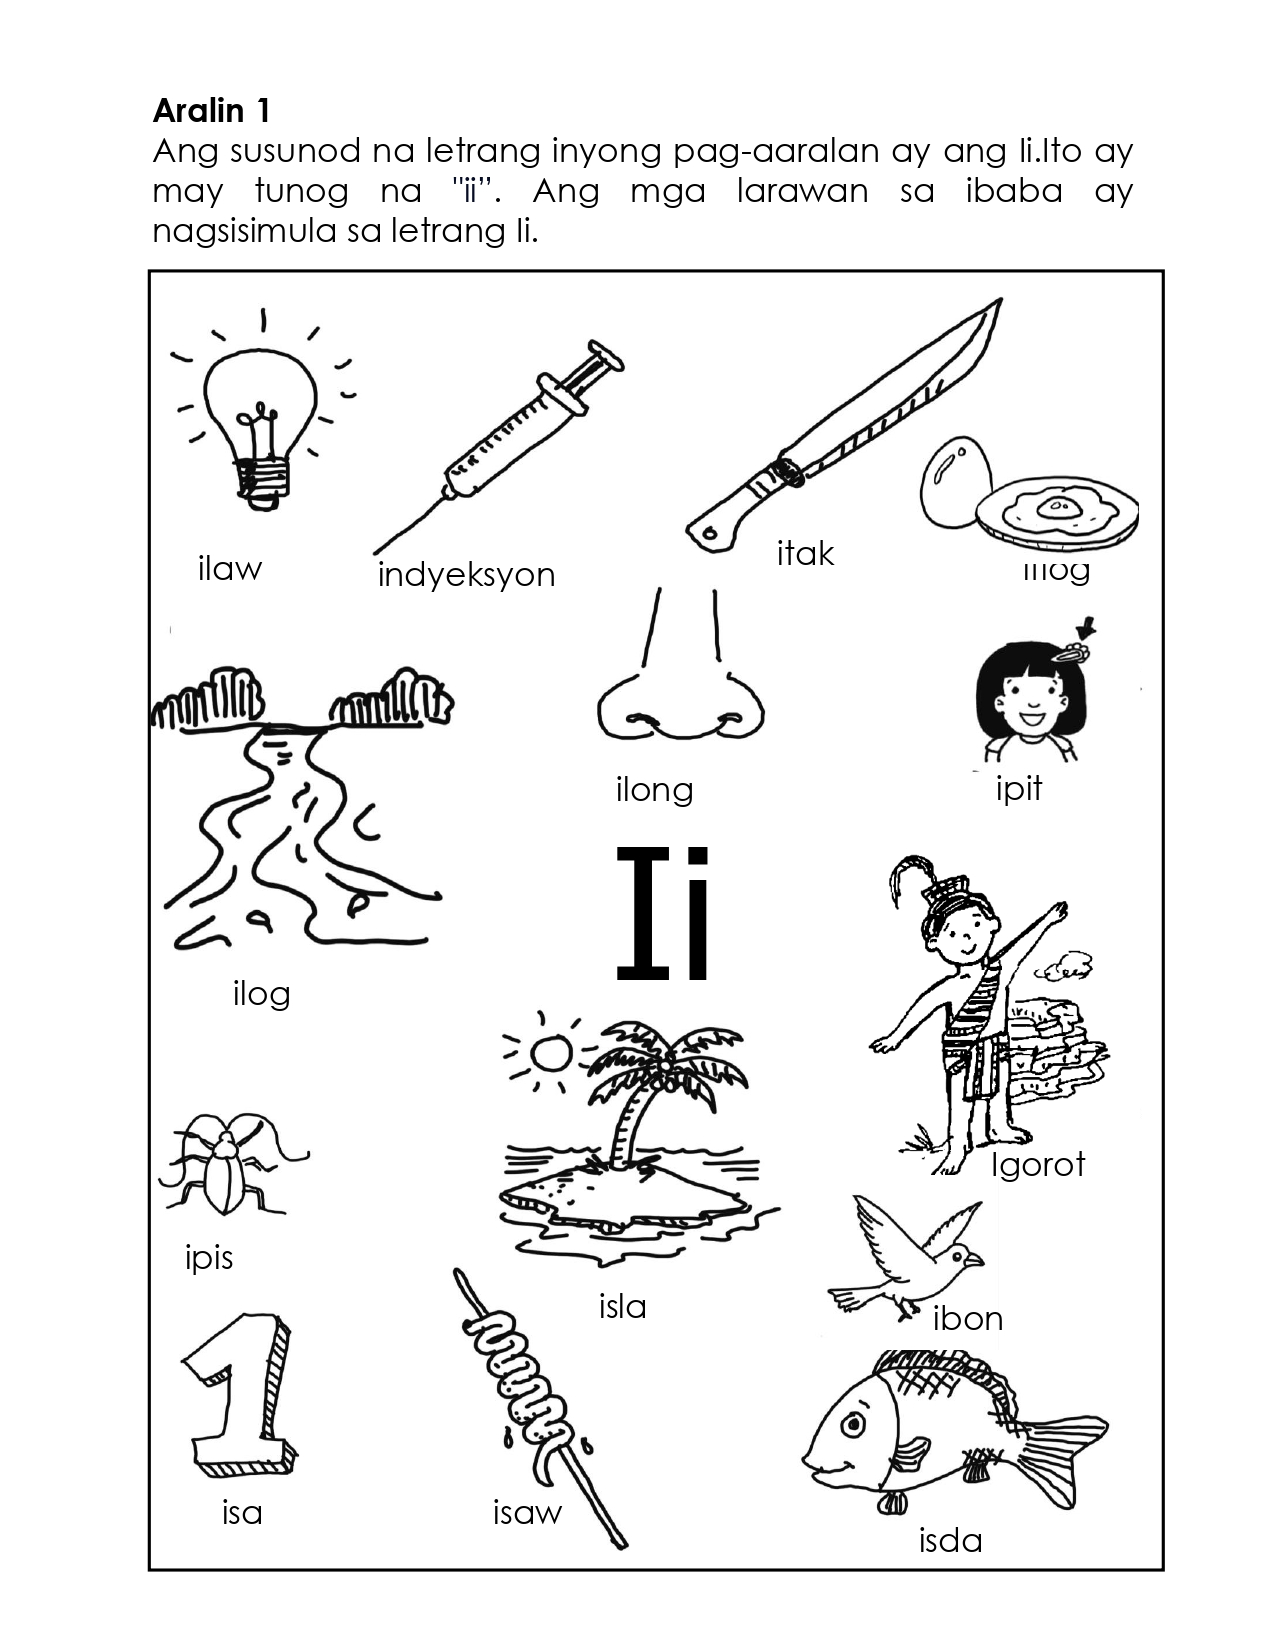 Aralin 1
Ang susunod na letrang inyong pag-aaralan ay ang Ii.Ito ay
may tunog na "ii”. Ang mga larawan sa ibaba ay
nagsisimula sa letrang Ii.
ilaw
indyeksyon
itak
ilong
ipit
Ii
ilog
Igorot
ipis
isla
ibon
isa
isaw
isda